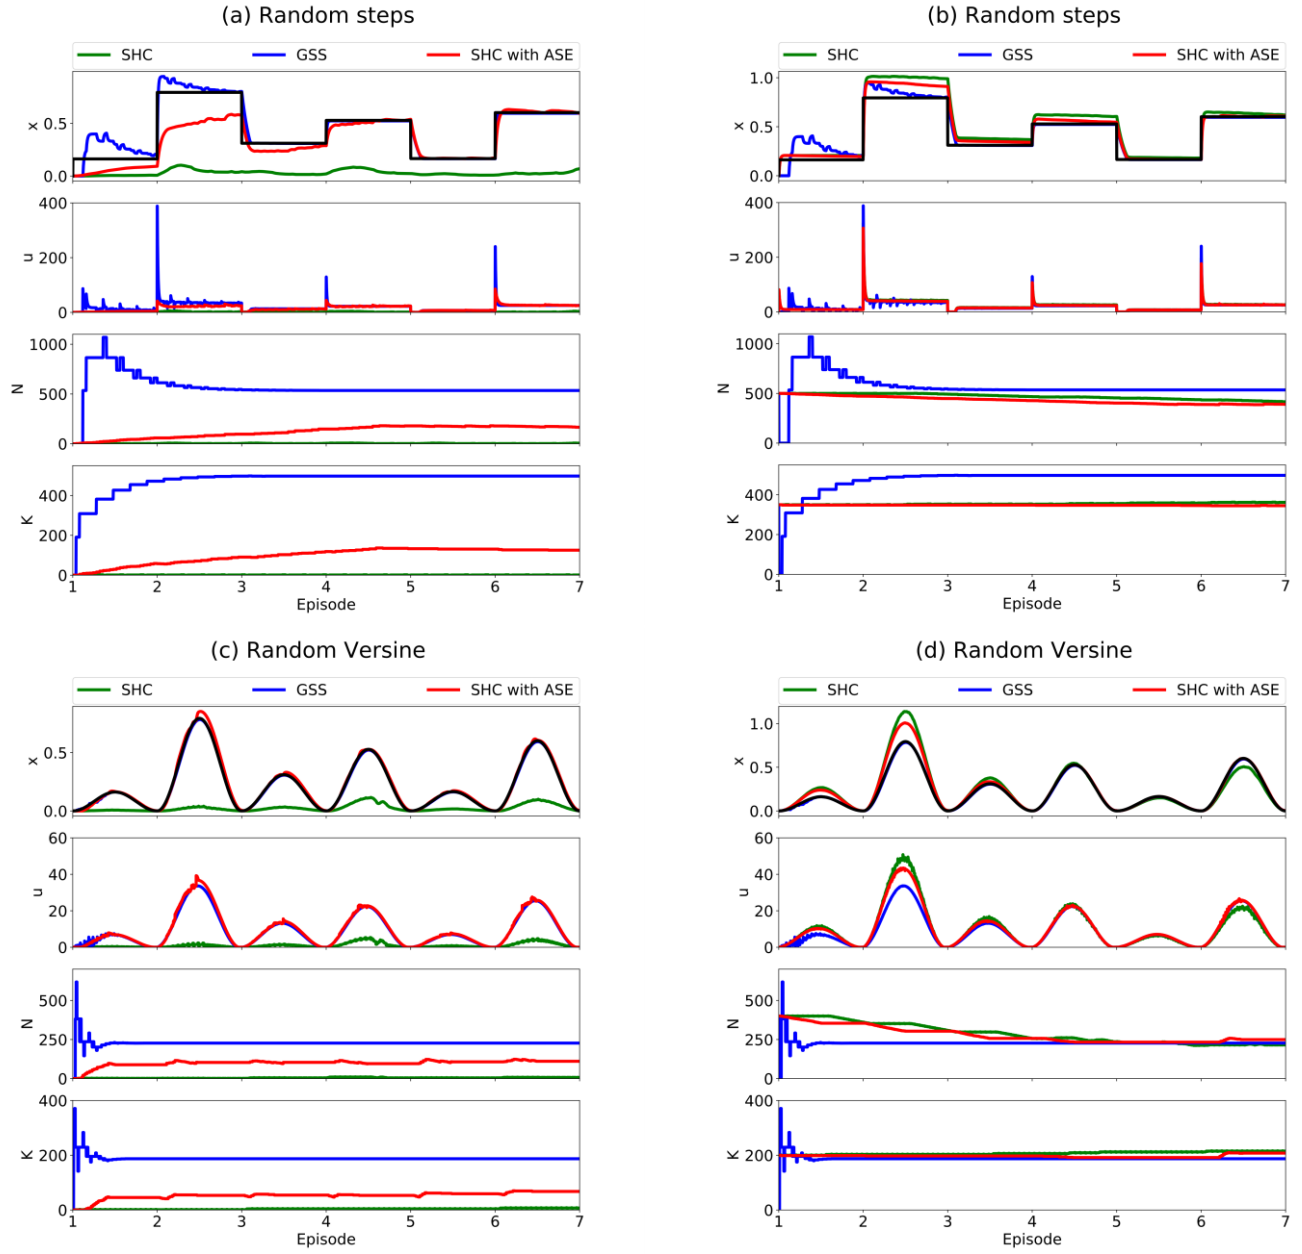 (a) Random steps
SHC GSS SHC with ASE
x
0.5
0.0
u
400
200
0
N
1000
500
0
K
400
200
0
1 2 3 4 5 6 7
Episode
(b) Random steps
SHC GSS SHC with ASE
x
1.0
0.5
0.0
u
400
200
0
N
1000
500
0
K
400
200
0
1 2 3 4 5 6 7
Episode
(c) Random Versine
SHC GSS SHC with ASE
x
0.5
0.0
u
60
40
20
0
N
500
250
0
K
400
200
0
1 2 3 4 5 6 7
Episode
(d) Random Versine
SHC GSS SHC with ASE
x
1.0
0.5
0.0
u
60
40
20
0
N
500
250
0
K
400
200
0
1 2 3 4 5 6 7
Episode